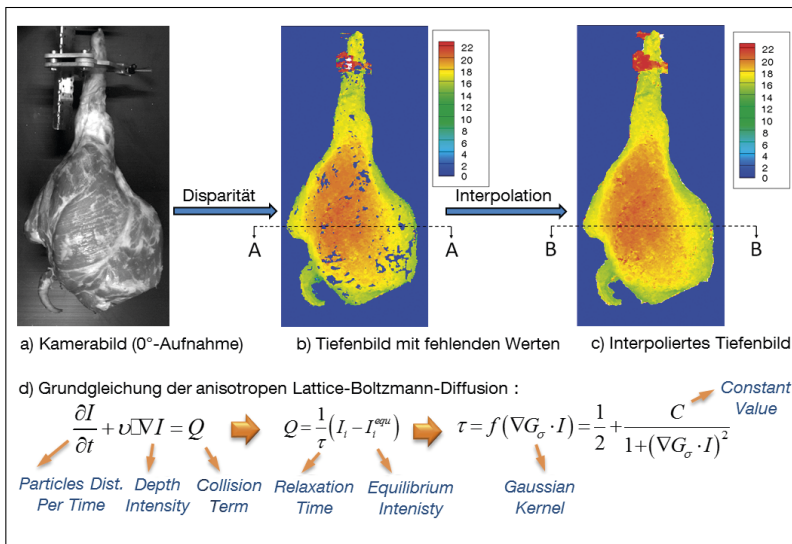 22
20
18
16
14
12
10
8
6
4
2
0
22
20
18
16
14
12
10
8
6
4
2
0
Disparität
Interpolation
A A B B
a) Kamerabild (0°-Aufnahme) b) Tiefenbild mit fehlenden Werten c) Interpoliertes Tiefenbild
d) Grundgleichung der anisotropen Lattice-Boltzmann-Diffusion :
Constant
Value
∂I/∂t + υ□∇I = Q Q = 1/τ (I_i − I_i^equ) τ = f(∇G_σ · I) = 1/2 + C/(1+(∇G_σ · I)^2)
Particles Dist.
Per Time
Depth
Intensity
Collision
Term
Relaxation
Time
Equilibrium
Intenisty
Gaussian
Kernel